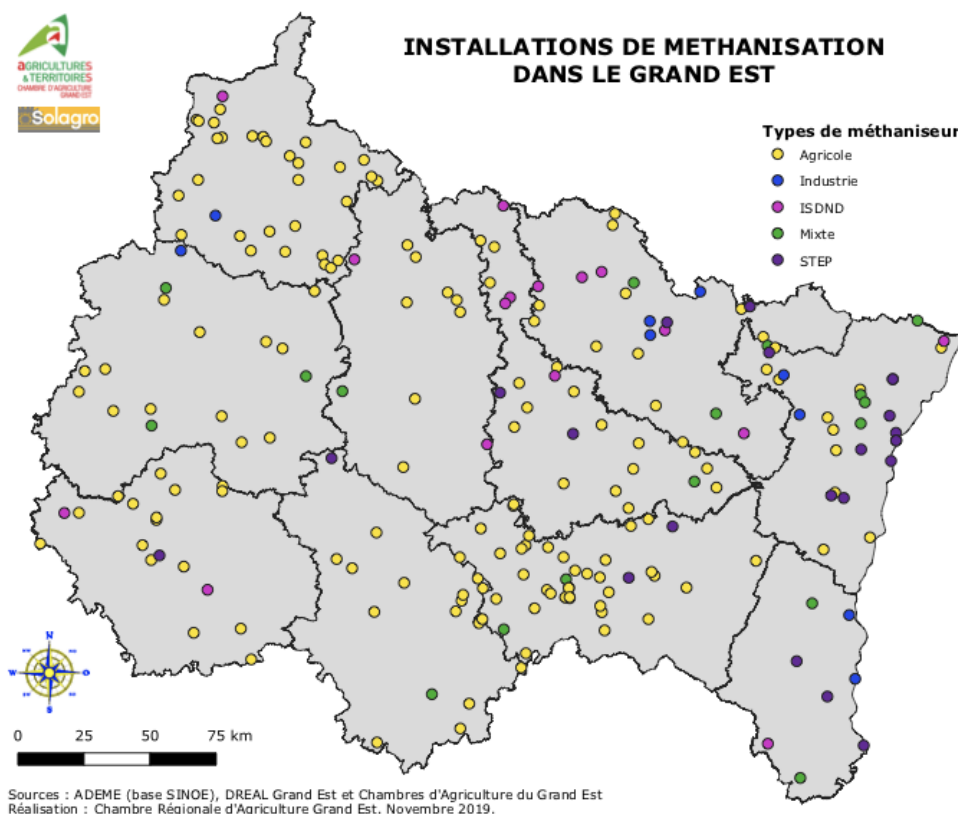 aGRICULTURES
& TERRITOIRES
CHAMBRE D'AGRICULTURE
GRAND EST
Solagro
INSTALLATIONS DE METHANISATION
DANS LE GRAND EST
Types de méthaniseur
Agricole
Industrie
ISDND
Mixte
STEP
N
W
O
S
0 25 50 75 km
Sources : ADEME (base SINOE), DREAL Grand Est et Chambres d'Agriculture du Grand Est
Réalisation : Chambre Régionale d'Agriculture Grand Est, Novembre 2019.